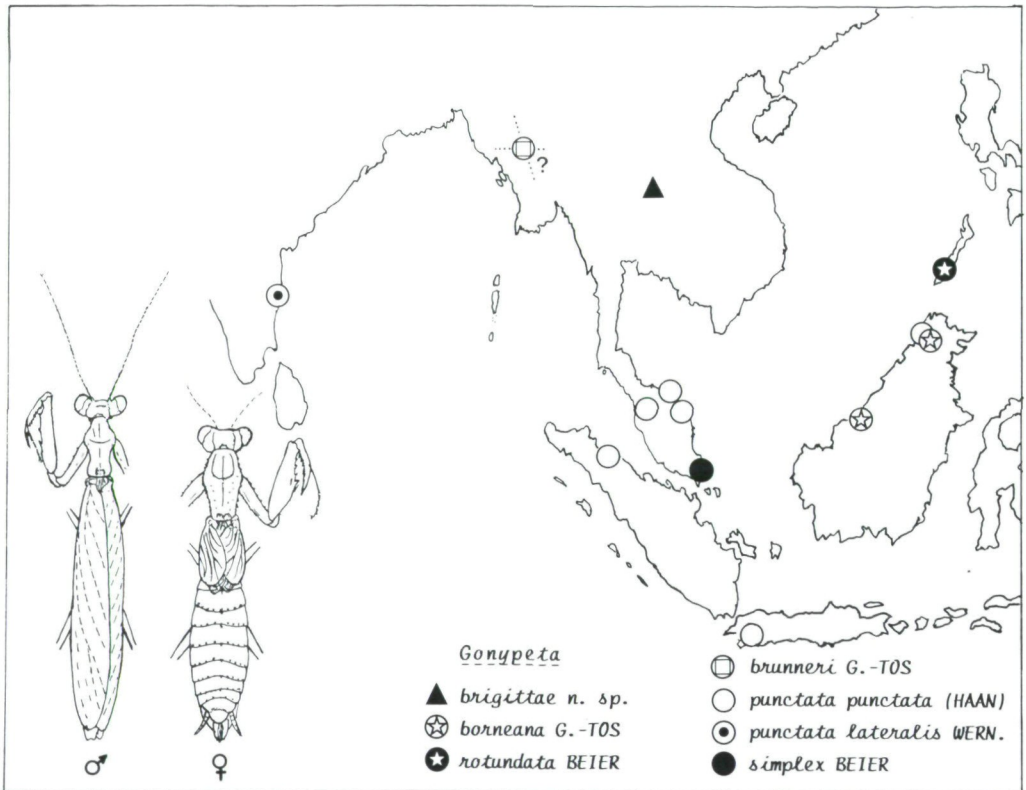 ?
Gonypeta
brigittae n. sp.
borneana G.-TOS
rotundata BEIER
brunneri G.-TOS
punctata punctata (HAAN)
punctata lateralis WERN.
simplex BEIER
♂
♀